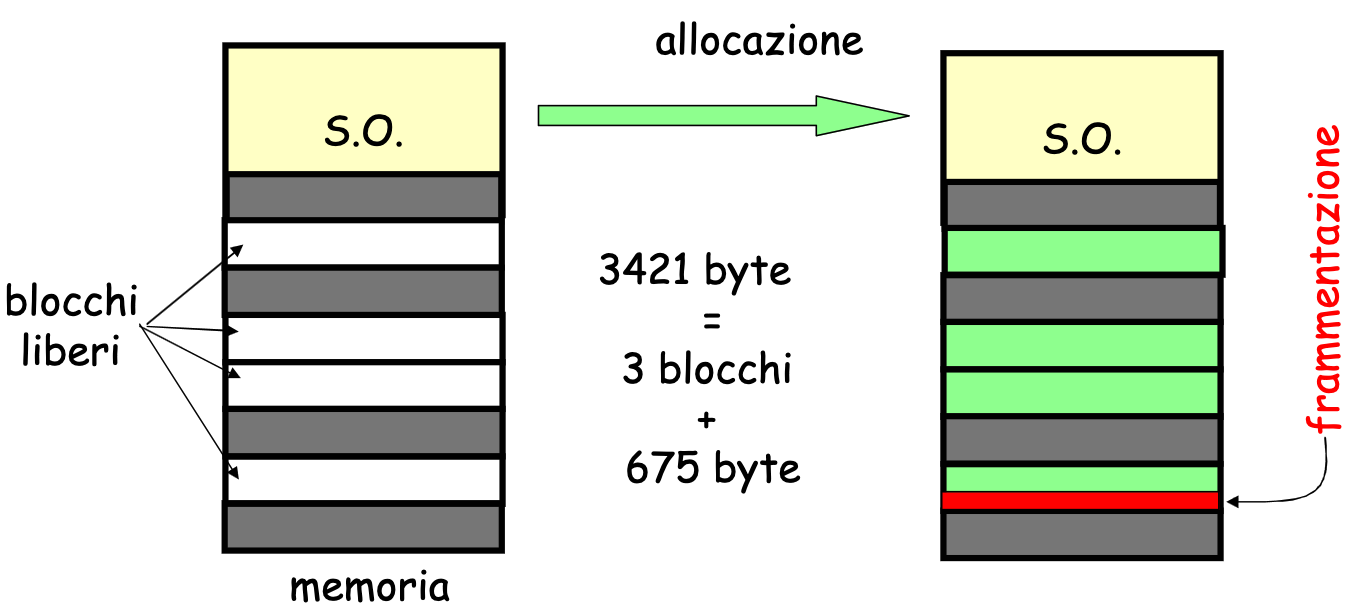 allocazione
S.O.
S.O.
frammentazione
blocchi
liberi
3421 byte
=
3 blocchi
+
675 byte
memoria